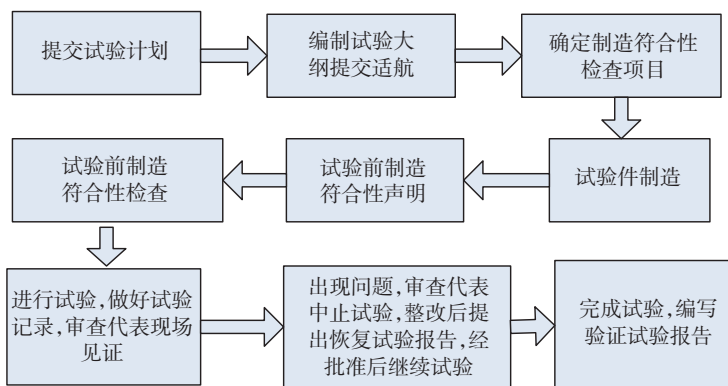 提交试验计划
编制试验大
纲提交适航
确定制造符合性
检查项目
试验件制造
试验前制造
符合性声明
试验前制造
符合性检查
进行试验,做好试验
记录,审查代表现场
见证
出现问题,审查代表
中止试验,整改后提
出恢复试验报告,经
批准后继续试验
完成试验,编写
验证试验报告